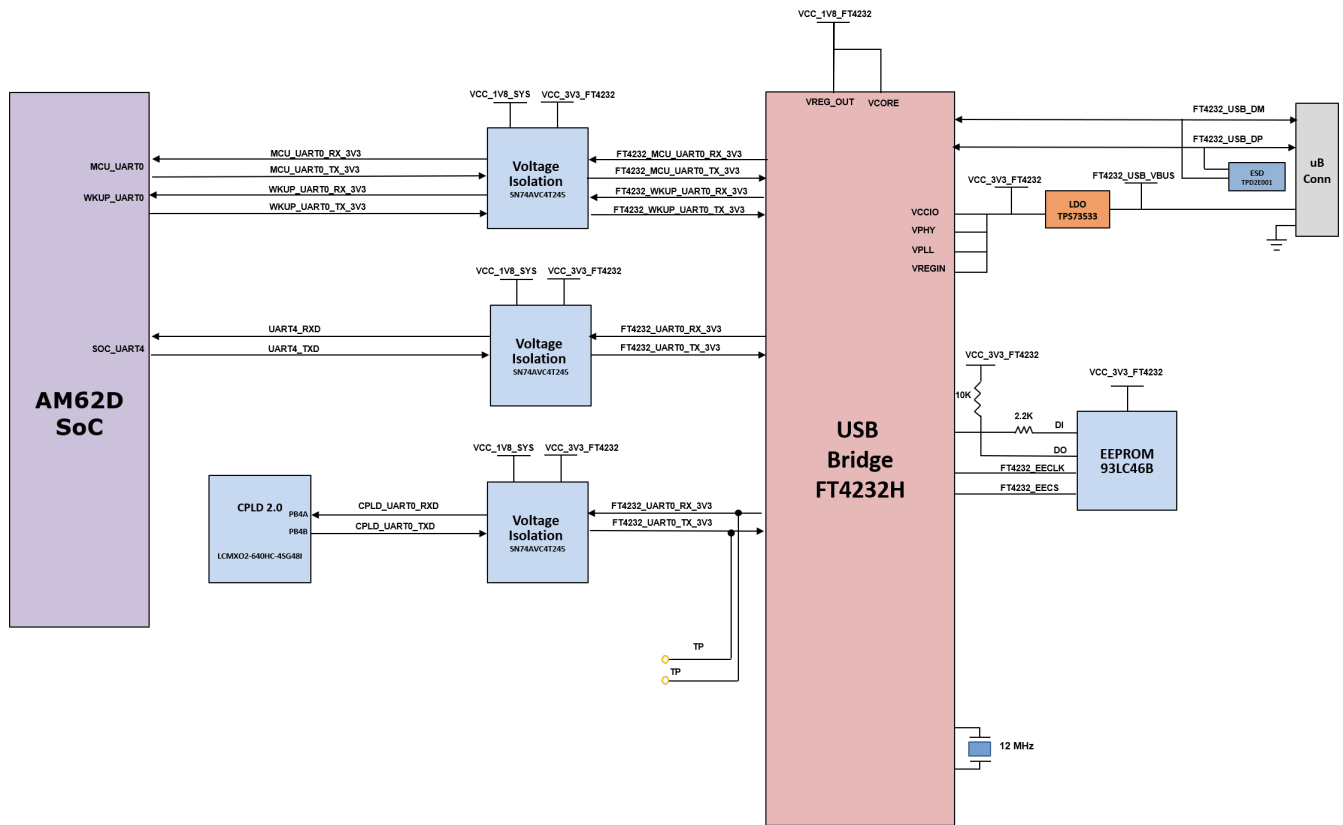 VCC_1V8_FT4232
VREG_OUT
VCORE
AM62D
SoC
MCU_UART0
WKUP_UART0
SOC_UART4
VCC_1V8_SYS
VCC_3V3_FT4232
Voltage
Isolation
SN74AVC4T245
MCU_UART0_RX_3V3
MCU_UART0_TX_3V3
WKUP_UART0_RX_3V3
WKUP_UART0_TX_3V3
FT4232_MCU_UART0_RX_3V3
FT4232_MCU_UART0_TX_3V3
FT4232_WKUP_UART0_RX_3V3
FT4232_WKUP_UART0_TX_3V3
VCC_1V8_SYS
VCC_3V3_FT4232
Voltage
Isolation
SN74AVC4T245
UART4_RXD
UART4_TXD
FT4232_UART0_RX_3V3
FT4232_UART0_TX_3V3
VCC_1V8_SYS
VCC_3V3_FT4232
Voltage
Isolation
SN74AVC4T245
CPLD 2.0
PB4A
PB4B
LCMXO2-640HC-4SG48I
CPLD_UART0_RXD
CPLD_UART0_TXD
FT4232_UART0_RX_3V3
FT4232_UART0_TX_3V3
TP
TP
USB
Bridge
FT4232H
VCCIO
VPHY
VPLL
VREGIN
FT4232_USB_DM
FT4232_USB_DP
uB
Conn
ESD
TPD2E001
VCC_3V3_FT4232
LDO
TPS73533
FT4232_USB_VBUS
VCC_3V3_FT4232
10K
2.2K
DI
DO
FT4232_EECLK
FT4232_EECS
VCC_3V3_FT4232
EEPROM
93LC46B
12 MHz